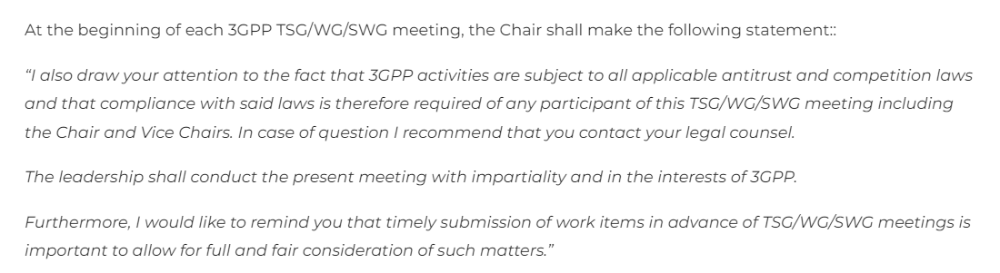 At the beginning of each 3GPP TSG/WG/SWG meeting, the Chair shall make the following statement::
“I also draw your attention to the fact that 3GPP activities are subject to all applicable antitrust and competition laws
and that compliance with said laws is therefore required of any participant of this TSG/WG/SWG meeting including
the Chair and Vice Chairs. In case of question I recommend that you contact your legal counsel.
The leadership shall conduct the present meeting with impartiality and in the interests of 3GPP.
Furthermore, I would like to remind you that timely submission of work items in advance of TSG/WG/SWG meetings is
important to allow for full and fair consideration of such matters.”